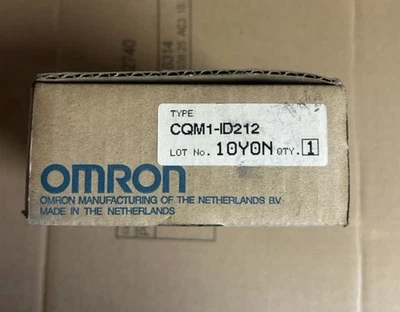 TYPE
CQM1-ID212
LOT No. 10Y0N QTY. 1
OMRON
OMRON MANUFACTURING OF THE NETHERLANDS B.V.
MADE IN THE NETHERLANDS